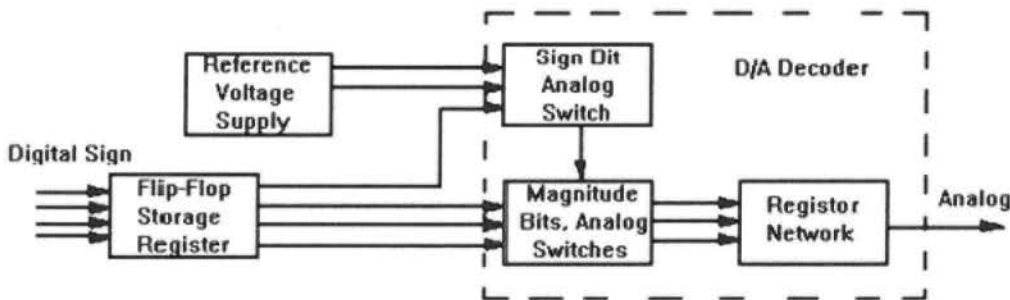 Reference
Voltage
Supply
Sign Dit
Analog
Switch
D/A Decoder
Digital Sign
Flip-Flop
Storage
Register
Magnitude
Bits, Analog
Switches
Registor
Network
Analog